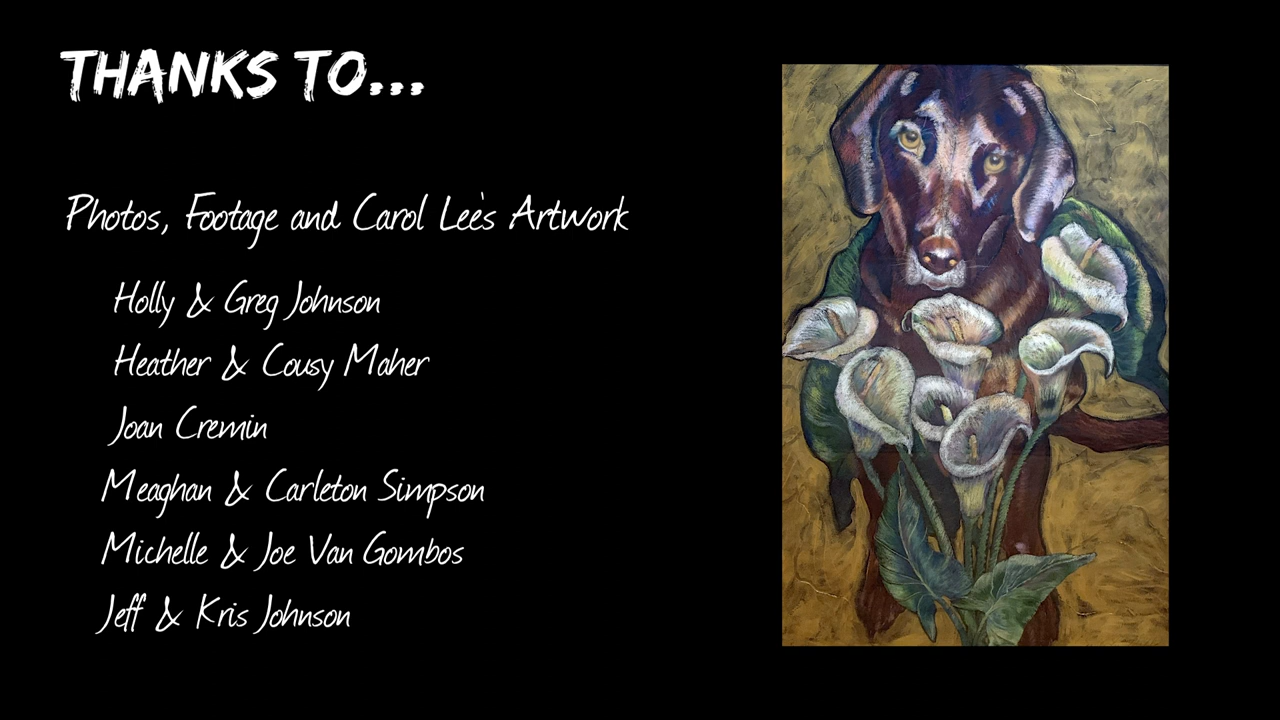 THANKS TO...
Photos, Footage and Carol Lee's Artwork
Holly & Greg Johnson
Heather & Cousy Maher
Joan Cremin
Meaghan & Carleton Simpson
Michelle & Joe Van Gombos
Jeff & Kris Johnson